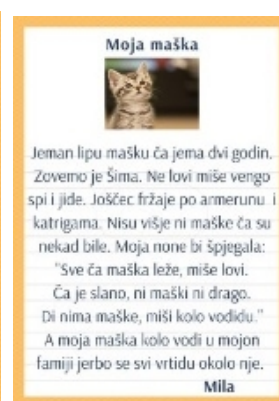 Moja maška
Jeman lipu mašku ča jema dvi godin.
Zovemo je Šima. Ne lovi miše vengo
spi i jide. Joščec fržaje po armerunu i
katrigama. Nisu višje ni maške ča su
nekad bile. Moja none bi špjegala:
"Sve ča maška leže, miše lovi.
Ča je slano, ni maški ni drago.
Di nima maške, miši kolo vodidu."
A moja maška kolo vodi u mojon
famiji jerbo se svi vrtidu okolo nje.
Mila